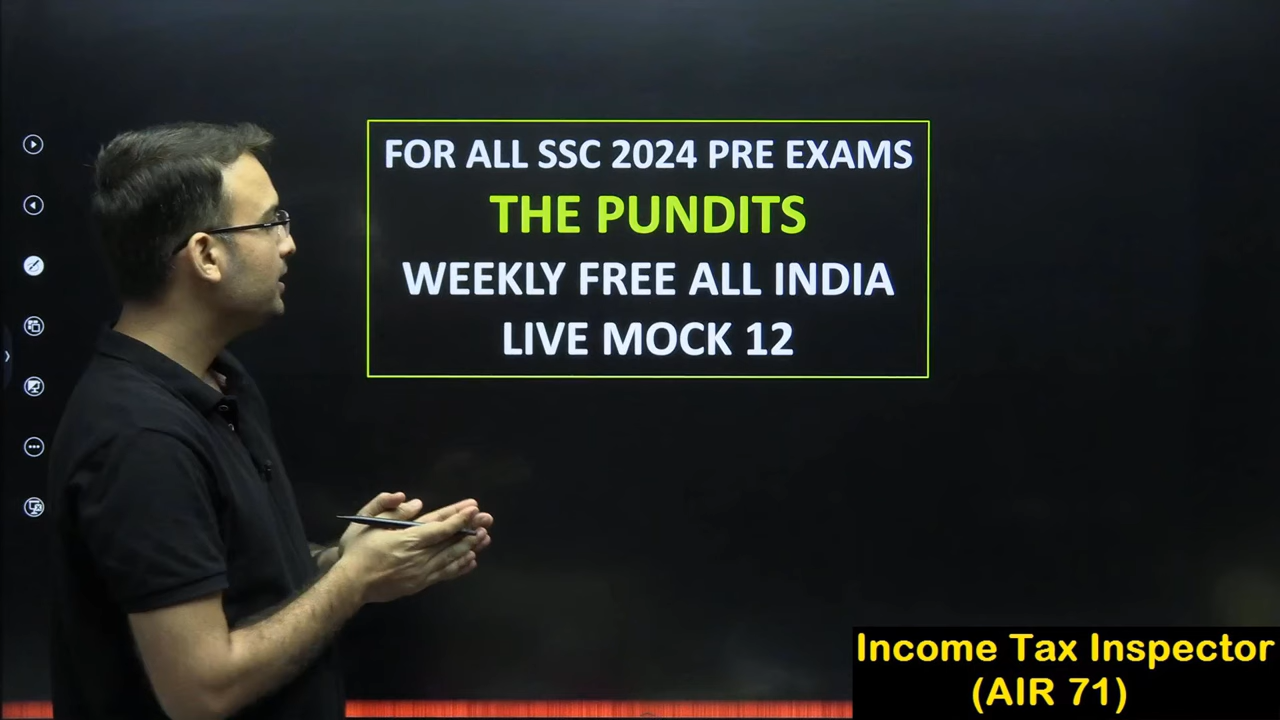 FOR ALL SSC 2024 PRE EXAMS
THE PUNDITS
WEEKLY FREE ALL INDIA
LIVE MOCK 12
Income Tax Inspector
(AIR 71)